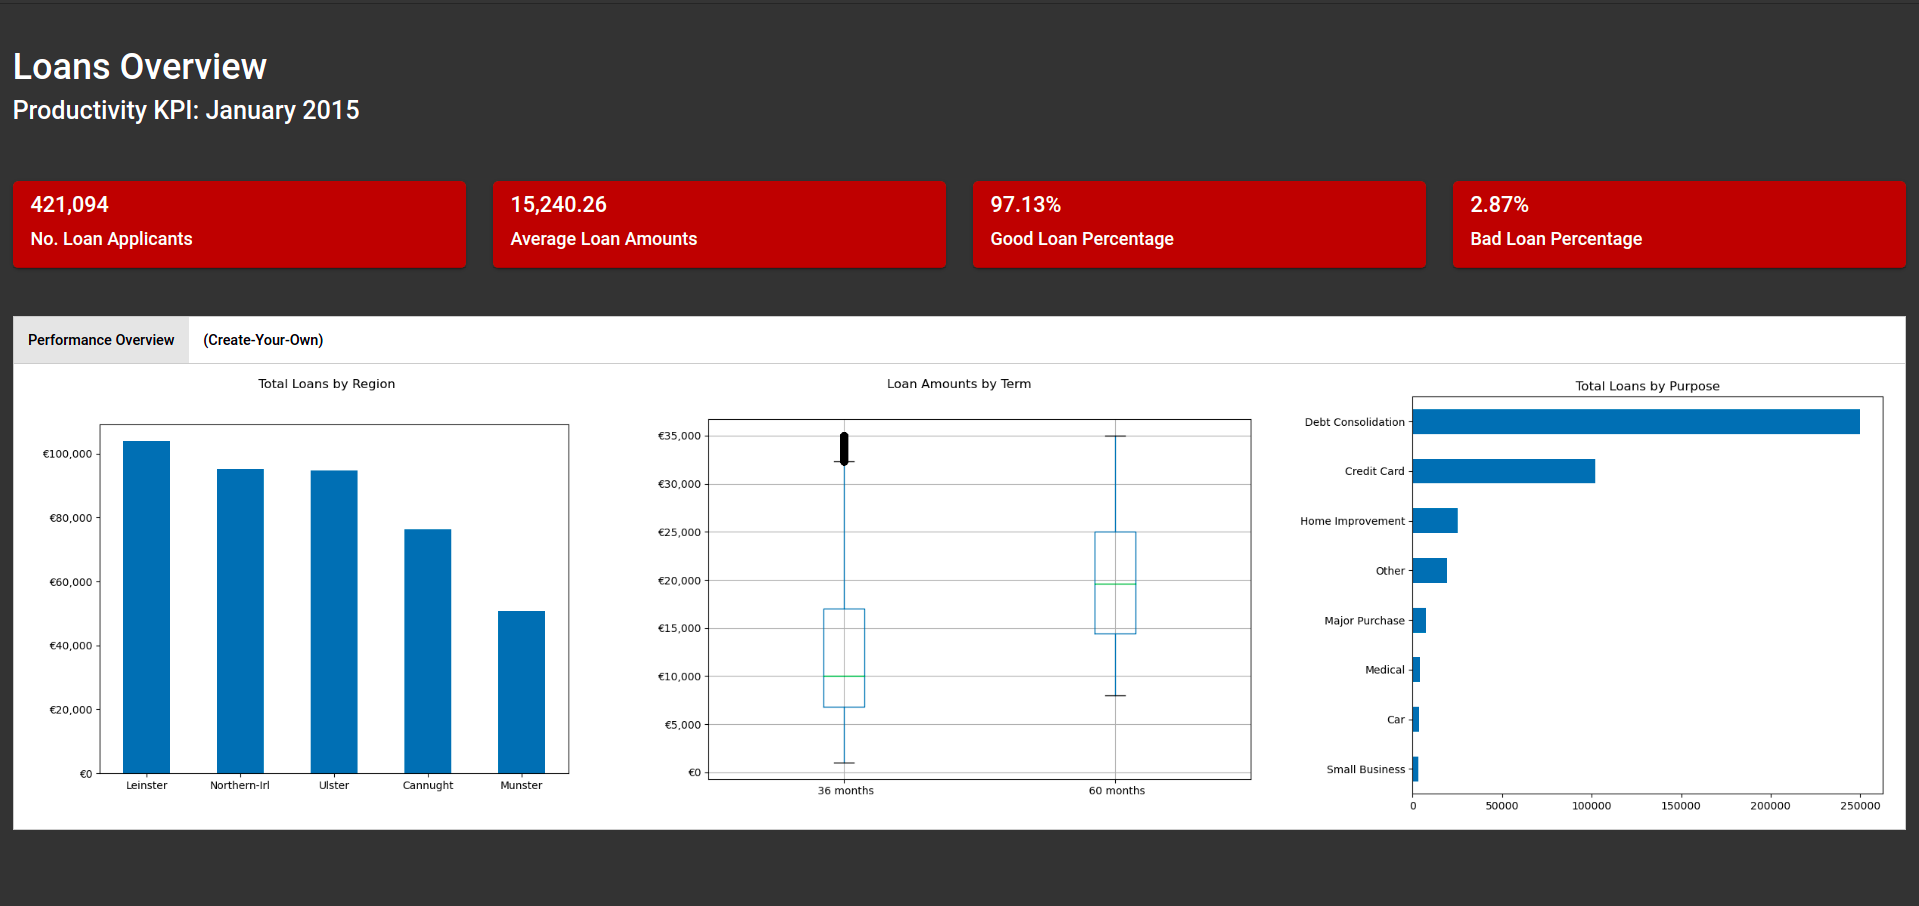 Loans Overview
Productivity KPI: January 2015
421,094
No. Loan Applicants
15,240.26
Average Loan Amounts
97.13%
Good Loan Percentage
2.87%
Bad Loan Percentage
Performance Overview
(Create-Your-Own)
Total Loans by Region
€100,000
€80,000
€60,000
€40,000
€20,000
€0
Leinster
Northern-Irl
Ulster
Cannught
Munster
Loan Amounts by Term
€35,000
€30,000
€25,000
€20,000
€15,000
€10,000
€5,000
€0
36 months
60 months
Total Loans by Purpose
Debt Consolidation
Credit Card
Home Improvement
Other
Major Purchase
Medical
Car
Small Business
0
50000
100000
150000
200000
250000